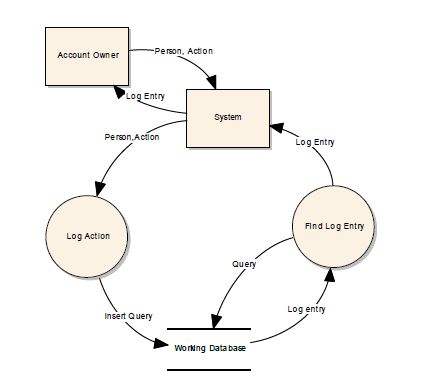 Account Owner
Person, Action
Log Entry
System
Person,Action
Log Entry
Log Action
Find Log Entry
Query
Insert Query
Log entry
Working Database